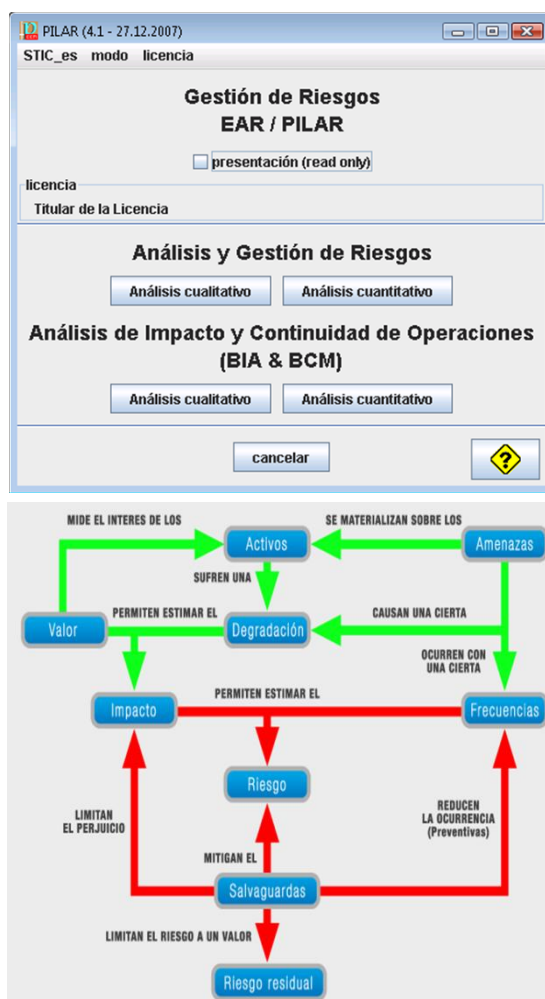 PILAR (4.1 - 27.12.2007)
STIC_es modo licencia
Gestión de Riesgos
EAR / PILAR
presentación (read only)
licencia
Titular de la Licencia
Análisis y Gestión de Riesgos
Análisis cualitativo Análisis cuantitativo
Análisis de Impacto y Continuidad de Operaciones
(BIA & BCM)
Análisis cualitativo Análisis cuantitativo
cancelar ?
MIDE EL INTERES DE LOS SE MATERIALIZAN SOBRE LOS
Activos Amenazas
SUFREN UNA
PERMITEN ESTIMAR EL CAUSAN UNA CIERTA
Valor Degradación
OCURREN CON
UNA CIERTA
PERMITEN ESTIMAR EL
Impacto Frecuencias
Riesgo
LIMITAN
EL PERJUICIO
REDUCEN
LA OCURRENCIA
(Preventivas)
MITIGAN EL
Salvaguardas
LIMITAN EL RIESGO A UN VALOR
Riesgo residual